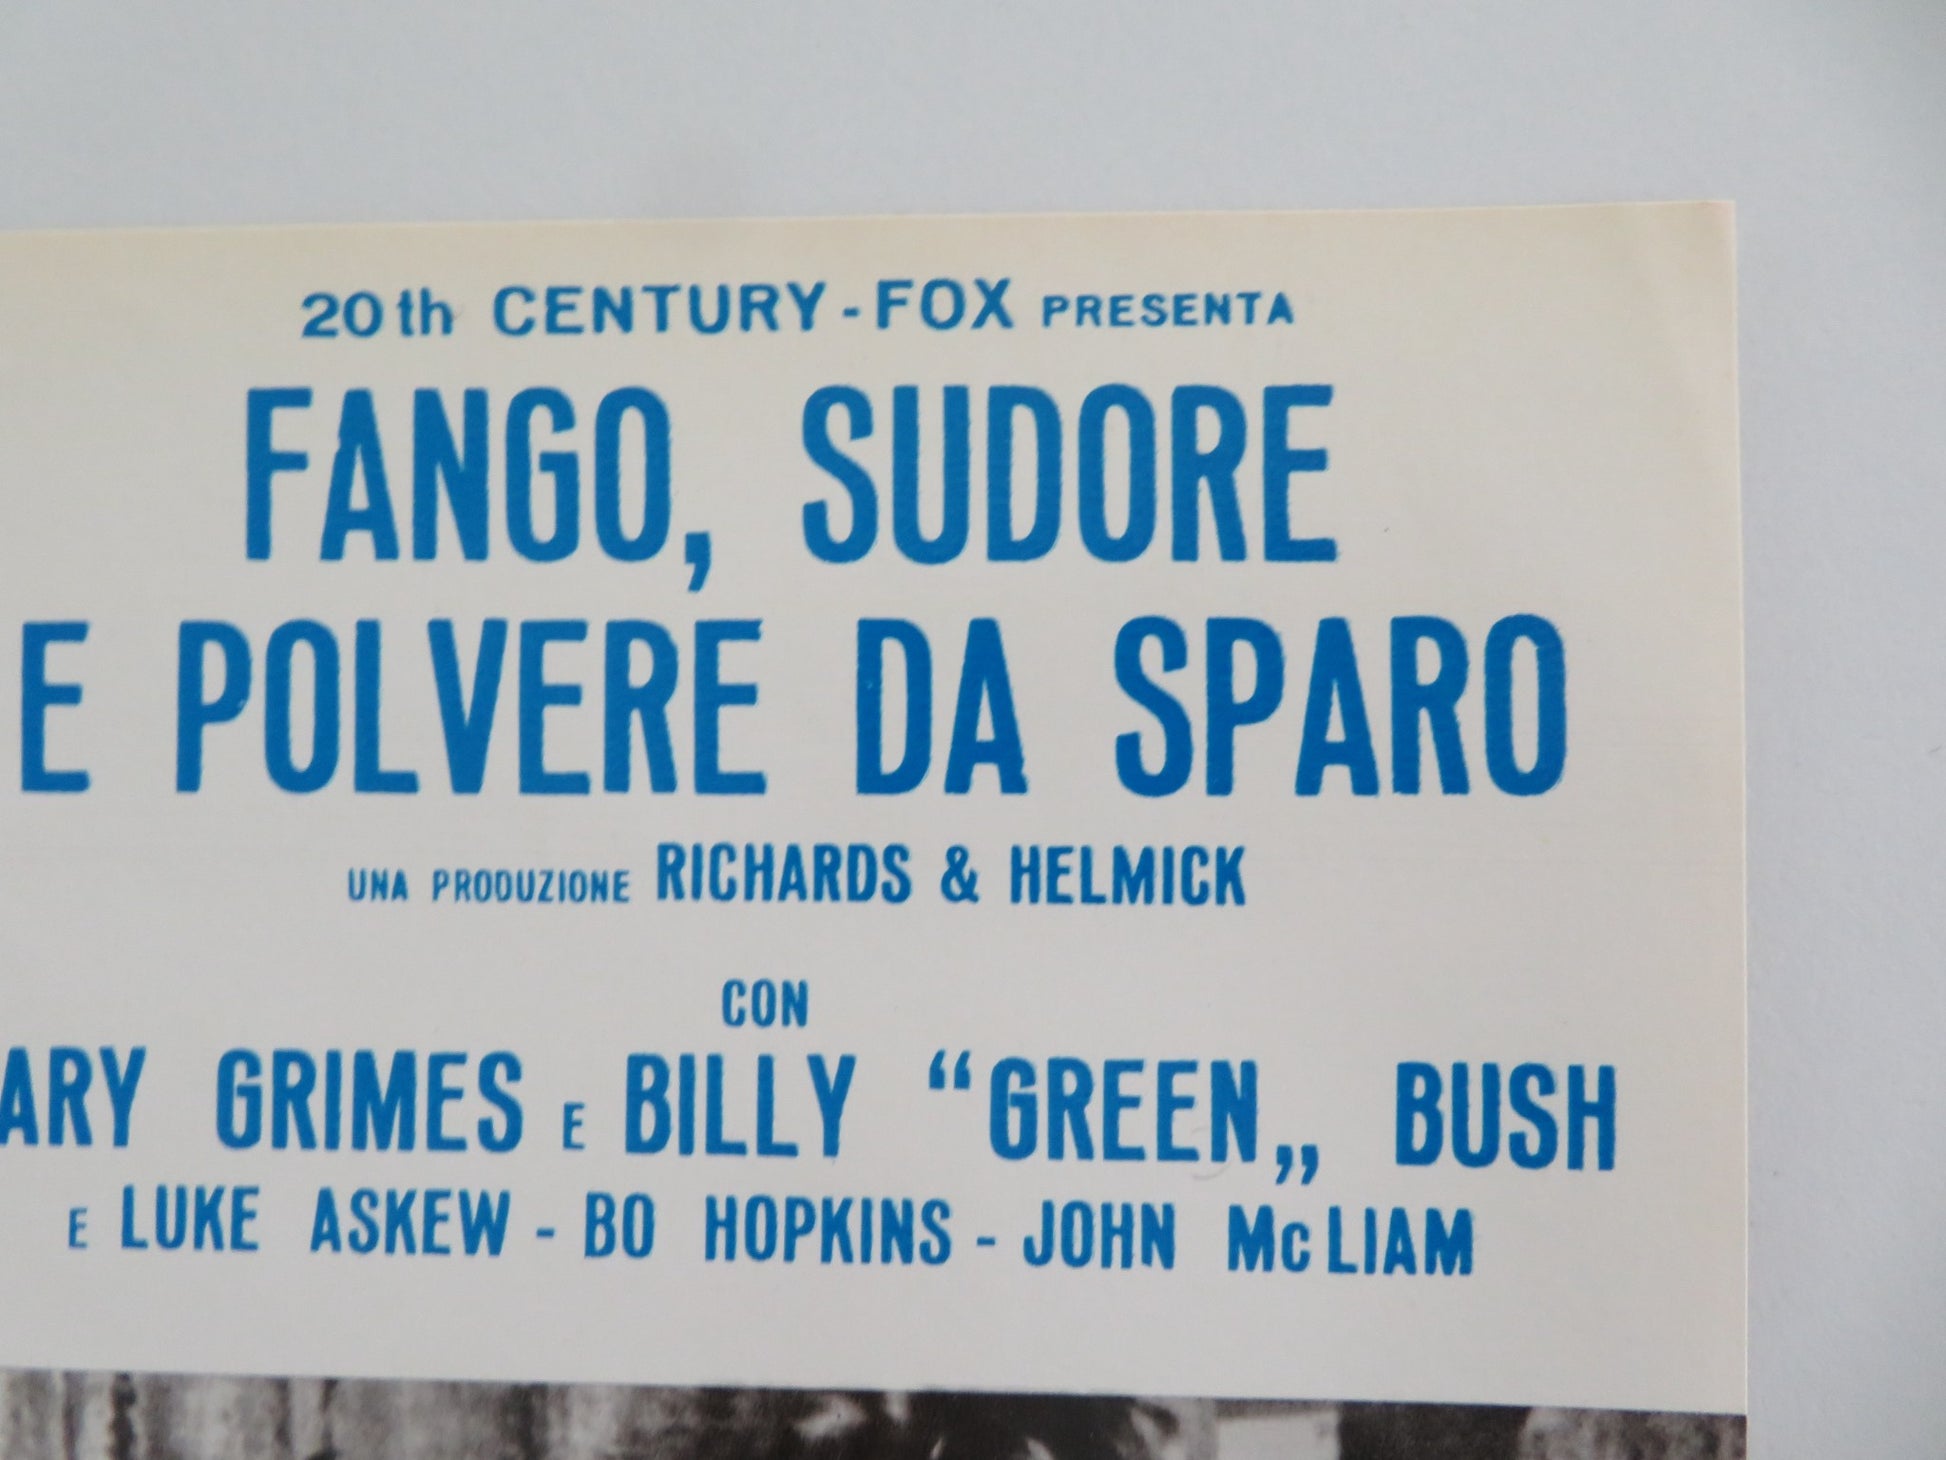 20th CENTURY - FOX PRESENTA
FANGO, SUDORE
E POLVERE DA SPARO
UNA PRODUZIONE RICHARDS & HELMICK
CON
ARY GRIMES E BILLY “GREEN„ BUSH
E LUKE ASKEW - BO HOPKINS - JOHN McLIAM